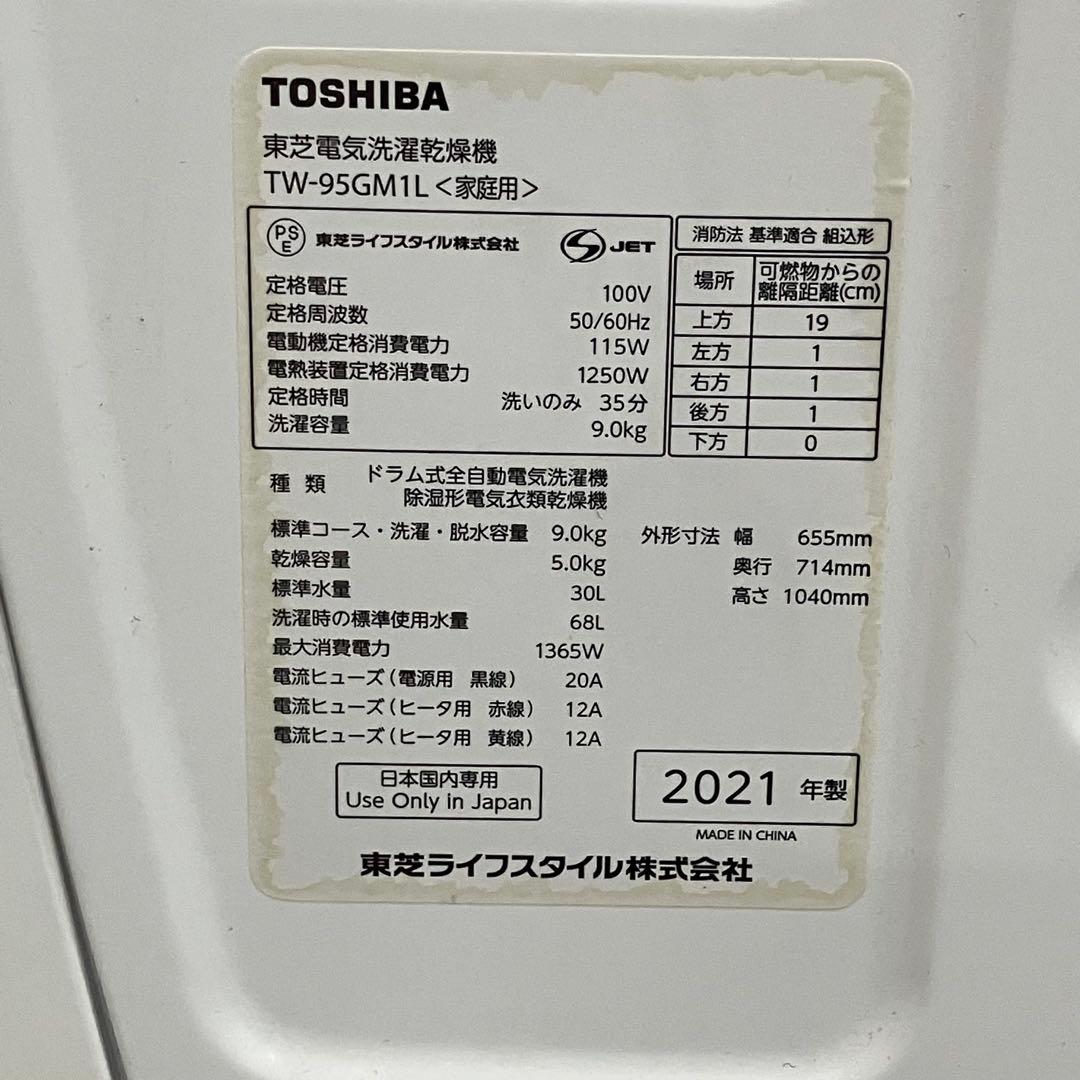 TOSHIBA
東芝電気洗濯乾燥機
TW-95GM1L<家庭用>
PSE 東芝ライフスタイル株式会社 S JET
定格電圧 100V
定格周波数 50/60Hz
電動機定格消費電力 115W
電熱装置定格消費電力 1250W
定格時間 洗いのみ 35分
洗濯容量 9.0kg
消防法 基準適合 組込形
場所 可燃物からの
離隔距離(cm)
上方 19
左方 1
右方 1
後方 1
下方 0
種類 ドラム式全自動電気洗濯機
除湿形電気衣類乾燥機
標準コース・洗濯・脱水容量 9.0kg
乾燥容量 5.0kg
標準水量 30L
洗濯時の標準使用水量 68L
最大消費電力 1365W
電流ヒューズ(電源用 黒線) 20A
電流ヒューズ(ヒータ用 赤線) 12A
電流ヒューズ(ヒータ用 黄線) 12A
外形寸法 幅 655mm
奥行 714mm
高さ 1040mm
日本国内専用
Use Only in Japan
2021 年製
MADE IN CHINA
東芝ライフスタイル株式会社